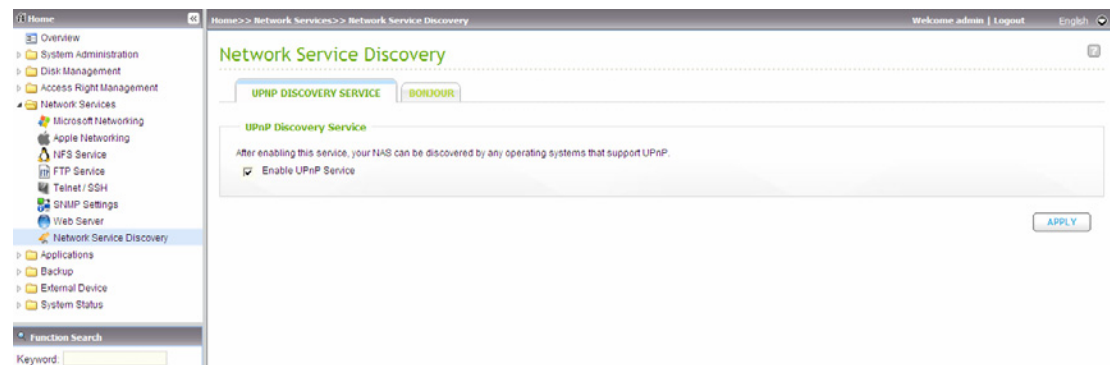 Home
Home>> Network Services>> Network Service Discovery
Welcome admin | Logout
English
Overview
System Administration
Disk Management
Access Right Management
Network Services
Microsoft Networking
Apple Networking
NFS Service
FTP Service
Telnet / SSH
SNMP Settings
Web Server
Network Service Discovery
Applications
Backup
External Device
System Status
Function Search
Keyword:
Network Service Discovery
UPNP DISCOVERY SERVICE
BONJOUR
UPnP Discovery Service
After enabling this service, your NAS can be discovered by any operating systems that support UPnP.
Enable UPnP Service
APPLY